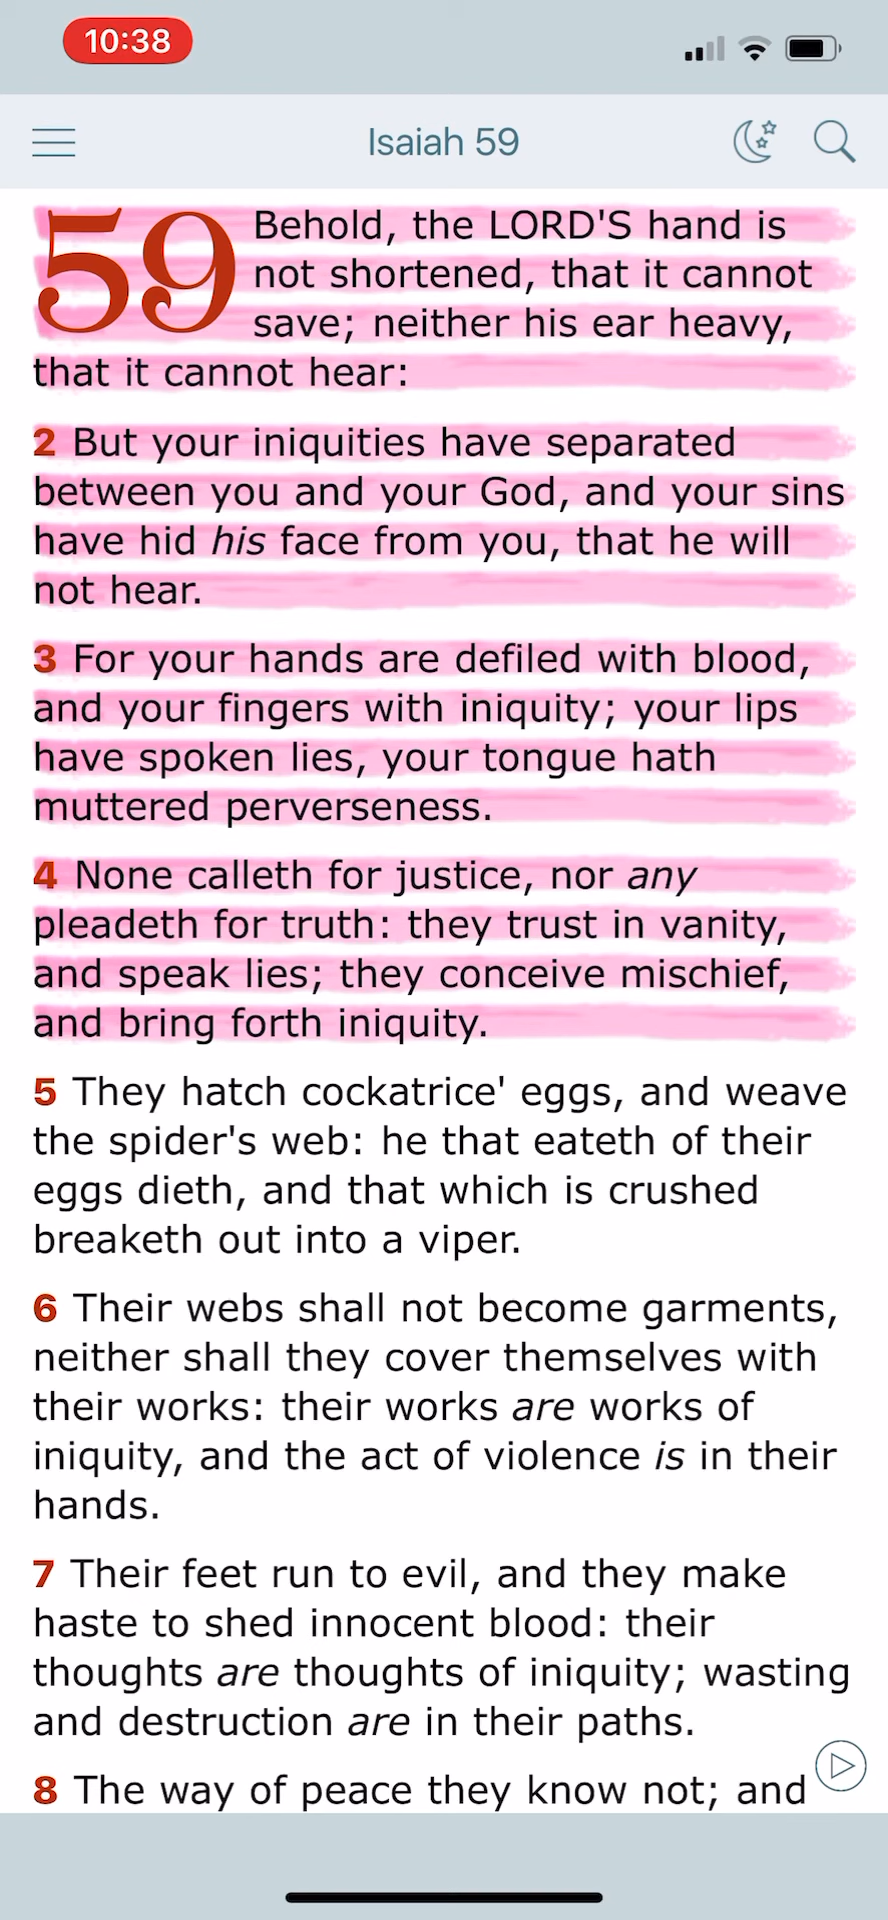 10:38
Isaiah 59
59 Behold, the LORD'S hand is
not shortened, that it cannot
save; neither his ear heavy,
that it cannot hear:
2 But your iniquities have separated
between you and your God, and your sins
have hid his face from you, that he will
not hear.
3 For your hands are defiled with blood,
and your fingers with iniquity; your lips
have spoken lies, your tongue hath
muttered perverseness.
4 None calleth for justice, nor any
pleadeth for truth: they trust in vanity,
and speak lies; they conceive mischief,
and bring forth iniquity.
5 They hatch cockatrice' eggs, and weave
the spider's web: he that eateth of their
eggs dieth, and that which is crushed
breaketh out into a viper.
6 Their webs shall not become garments,
neither shall they cover themselves with
their works: their works are works of
iniquity, and the act of violence is in their
hands.
7 Their feet run to evil, and they make
haste to shed innocent blood: their
thoughts are thoughts of iniquity; wasting
and destruction are in their paths.
8 The way of peace they know not; and